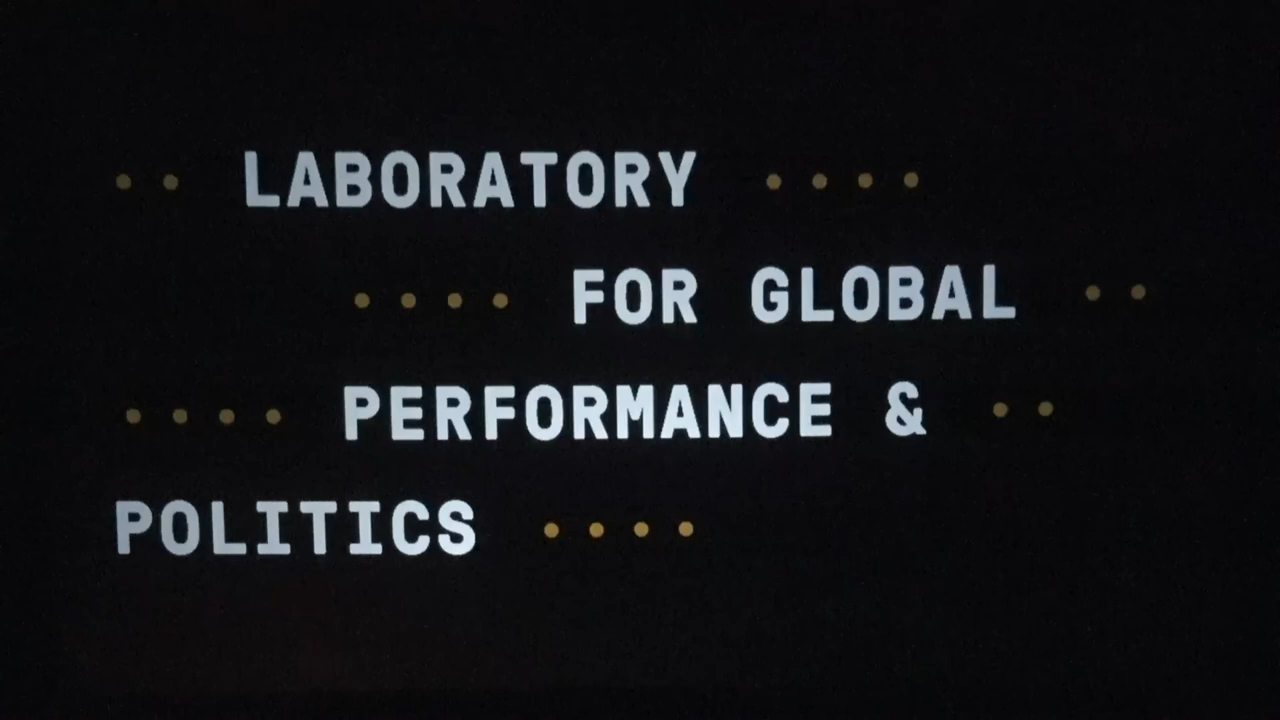 •• LABORATORY ••••
•••• FOR GLOBAL ••
•••• PERFORMANCE & ••
POLITICS ••••